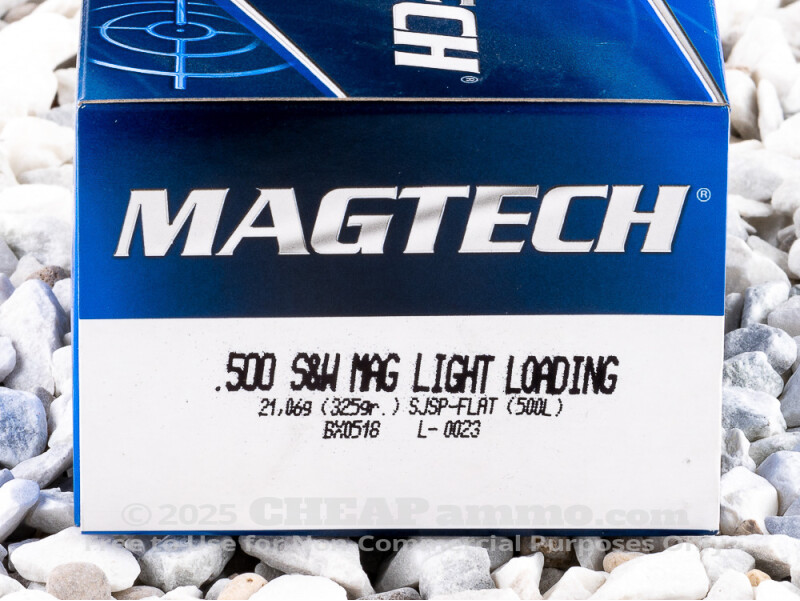 CH
®
MAGTECH®
.500 S&W MAG LIGHT LOADING
21,06g (325gr.) SJSP-FLAT (500L)
BX0518 L-0023
© 2025 CHEAPammo.com
Free to Use for Non Commercial Purposes Only